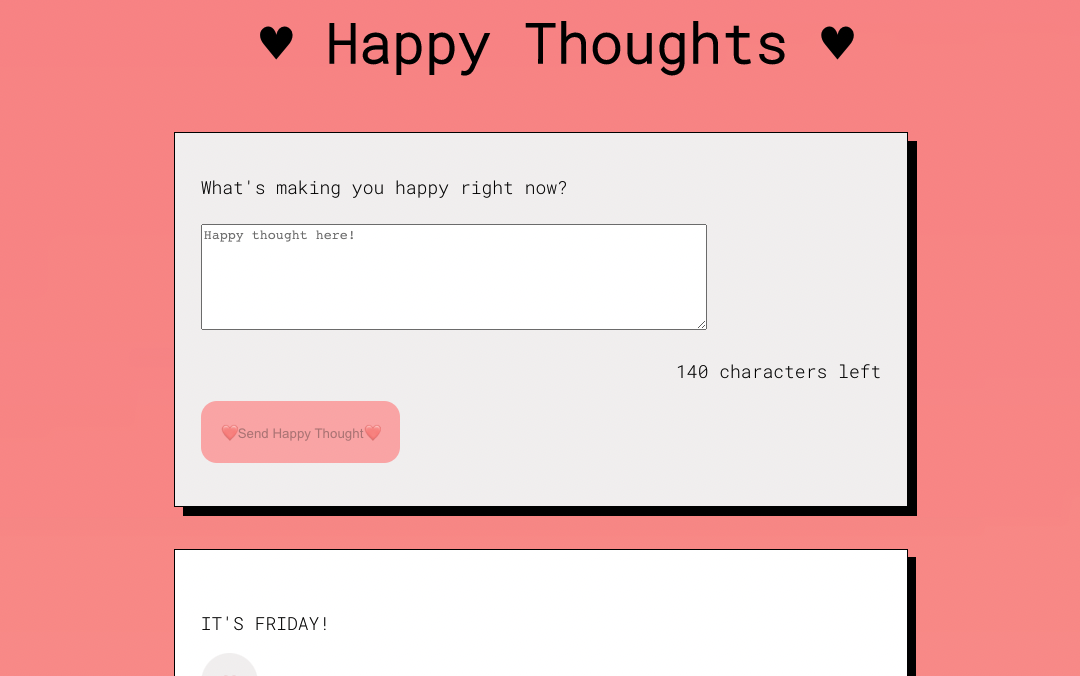 ♥ Happy Thoughts ♥
What's making you happy right now?
Happy thought here!
140 characters left
❤️Send Happy Thought❤️
IT'S FRIDAY!